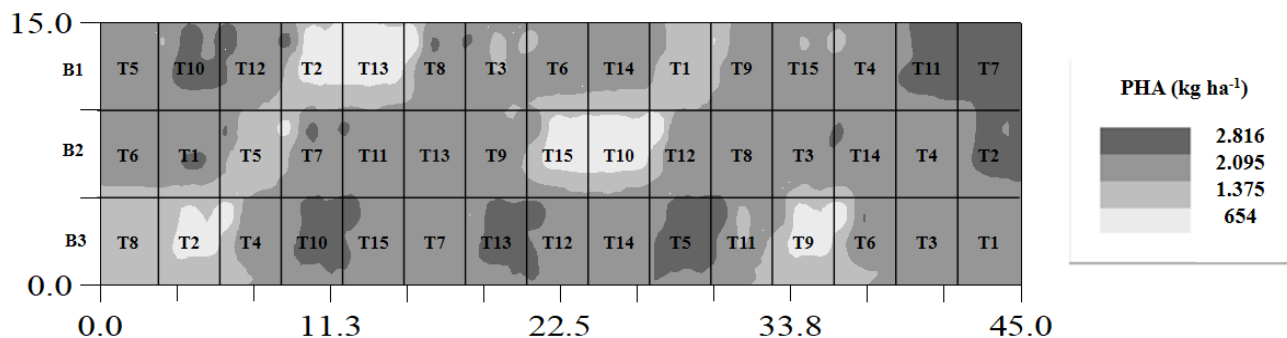 15.0
B1 T5 T10 T12 T2 T13 T8 T3 T6 T14 T1 T9 T15 T4 T11 T7
B2 T6 T1 T5 T7 T11 T13 T9 T15 T10 T12 T8 T3 T14 T4 T2
B3 T8 T2 T4 T10 T15 T7 T13 T12 T14 T5 T11 T9 T6 T3 T1
0.0
0.0 11.3 22.5 33.8 45.0
PHA (kg ha-1)
2.816
2.095
1.375
654